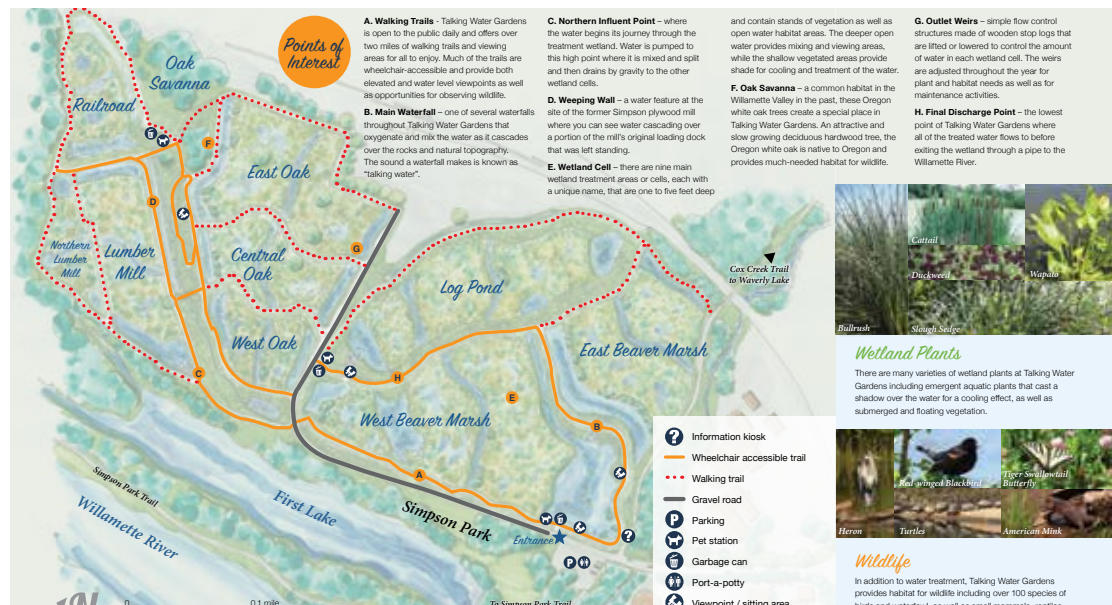 Points of
Interest
A. Walking Trails - Talking Water Gardens
is open to the public daily and offers over
two miles of walking trails and viewing
areas for all to enjoy. Much of the trails are
wheelchair-accessible and provide both
elevated and water level viewpoints as well
as opportunities for observing wildlife.
B. Main Waterfall – one of several waterfalls
throughout Talking Water Gardens that
oxygenate and mix the water as it cascades
over the rocks and natural topography.
The sound a waterfall makes is known as
“talking water”.
C. Northern Influent Point – where
the water begins its journey through the
treatment wetland. Water is pumped to
this high point where it is mixed and split
and then drains by gravity to the other
wetland cells.
D. Weeping Wall – a water feature at the
site of the former Simpson plywood mill
where you can see water cascading over
a portion of the mill’s original loading dock
that was left standing.
E. Wetland Cell – there are nine main
wetland treatment areas or cells, each with
a unique name, that are one to five feet deep
and contain stands of vegetation as well as
open water habitat areas. The deeper open
water provides mixing and viewing areas,
while the shallow vegetated areas provide
shade for cooling and treatment of the water.
F. Oak Savanna – a common habitat in the
Willamette Valley in the past, these Oregon
white oak trees create a special place in
Talking Water Gardens. An attractive and
slow growing deciduous hardwood tree, the
Oregon white oak is native to Oregon and
provides much-needed habitat for wildlife.
G. Outlet Weirs – simple flow control
structures made of wooden stop logs that
are lifted or lowered to control the amount
of water in each wetland cell. The weirs
are adjusted throughout the year for
plant and habitat needs as well as for
maintenance activities.
H. Final Discharge Point – the lowest
point of Talking Water Gardens where
all of the treated water flows to before
exiting the wetland through a pipe to the
Willamette River.
Oak
Savanna
Railroad
F
East Oak
D
G
Northern
Lumber
Mill
Lumber
Mill
Central
Oak
Log Pond
Cox Creek Trail
to Waverly Lake
West Oak
East Beaver Marsh
C
H
E
West Beaver Marsh
B
A
Simpson Park Trail
First Lake
Simpson Park
Willamette River
Entrance
?
P
N
0
0.1 mile
To Simpson Park Trail
? Information kiosk
Wheelchair accessible trail
Walking trail
Gravel road
P Parking
Pet station
Garbage can
Port-a-potty
Viewpoint / sitting area
Cattail
Duckweed
Wapato
Bullrush
Slough Sedge
Wetland Plants
There are many varieties of wetland plants at Talking Water
Gardens including emergent aquatic plants that cast a
shadow over the water for a cooling effect, as well as
submerged and floating vegetation.
Red-winged Blackbird
Tiger Swallowtail
Butterfly
Heron
Turtles
American Mink
Wildlife
In addition to water treatment, Talking Water Gardens
provides habitat for wildlife including over 100 species of
birds and waterfowl, as well as small mammals, reptiles